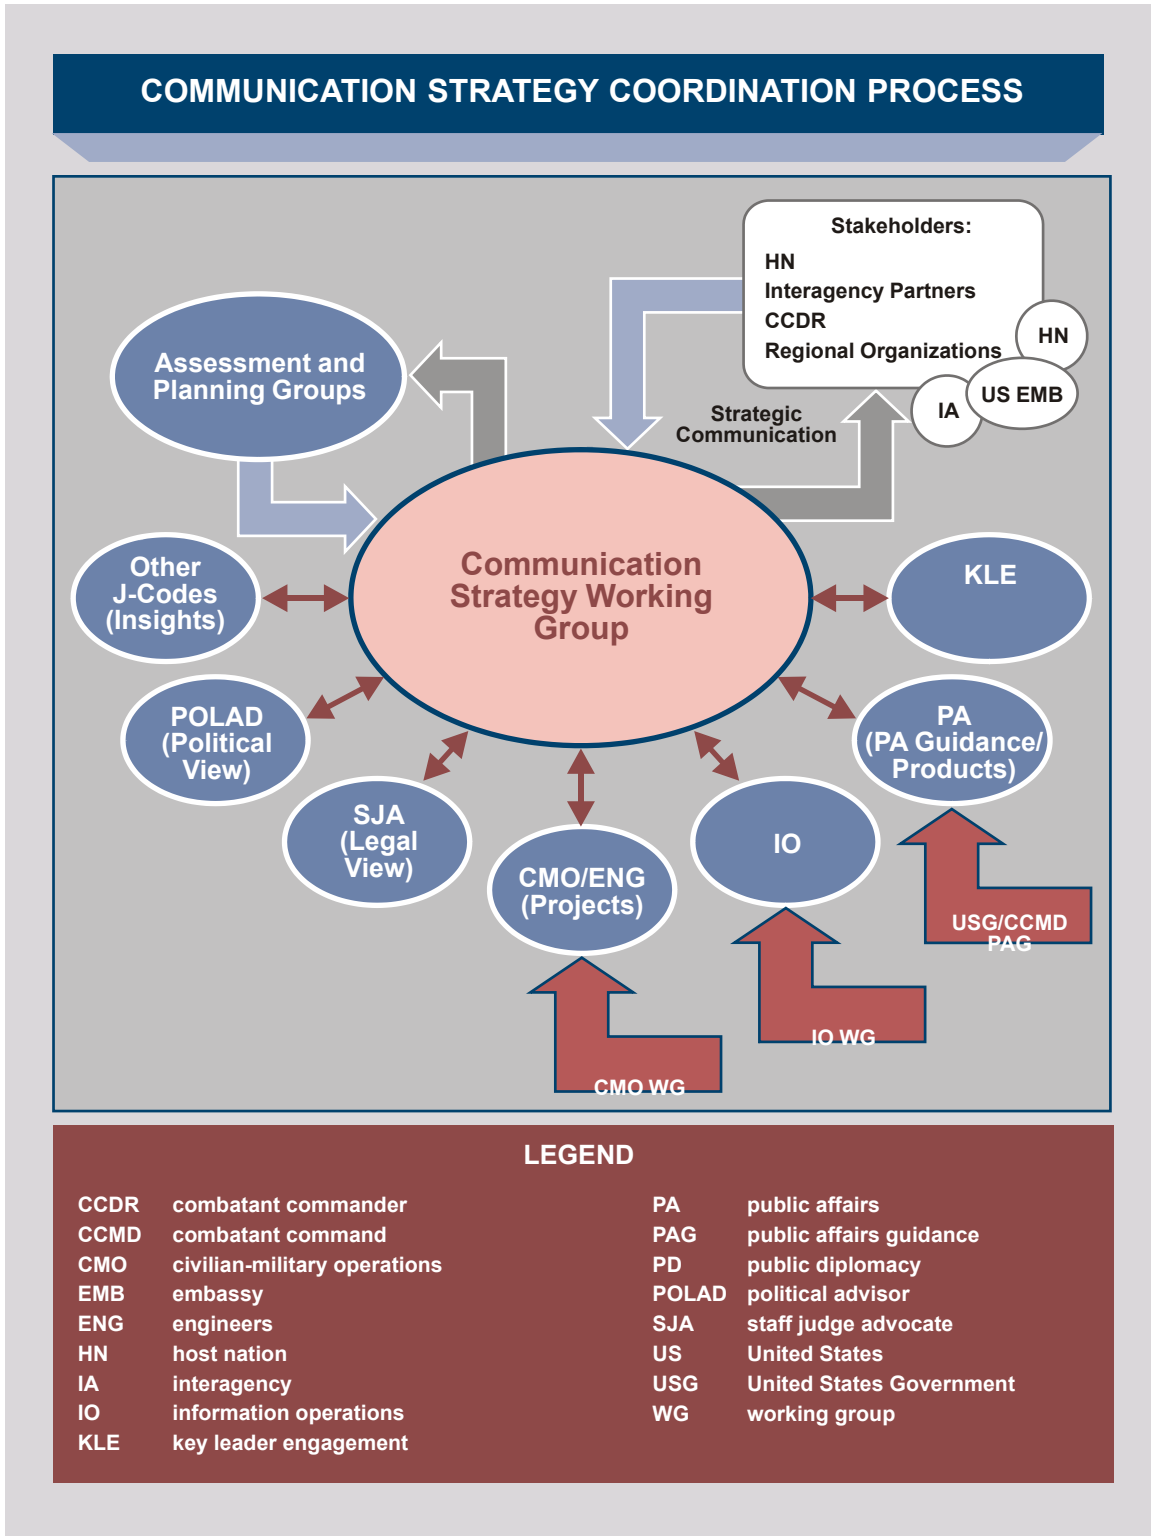 COMMUNICATION STRATEGY COORDINATION PROCESS
Stakeholders:
HN
Interagency Partners
CCDR
Regional Organizations
HN
US EMB
IA
Strategic
Communication
Assessment and
Planning Groups
Communication
Strategy Working
Group
Other
J-Codes
(Insights)
KLE
POLAD
(Political
View)
PA
(PA Guidance/
Products)
SJA
(Legal
View)
IO
CMO/ENG
(Projects)
USG/CCMD
PAG
IO WG
CMO WG
LEGEND
CCDR combatant commander
CCMD combatant command
CMO civilian-military operations
EMB embassy
ENG engineers
HN host nation
IA interagency
IO information operations
KLE key leader engagement
PA public affairs
PAG public affairs guidance
PD public diplomacy
POLAD political advisor
SJA staff judge advocate
US United States
USG United States Government
WG working group